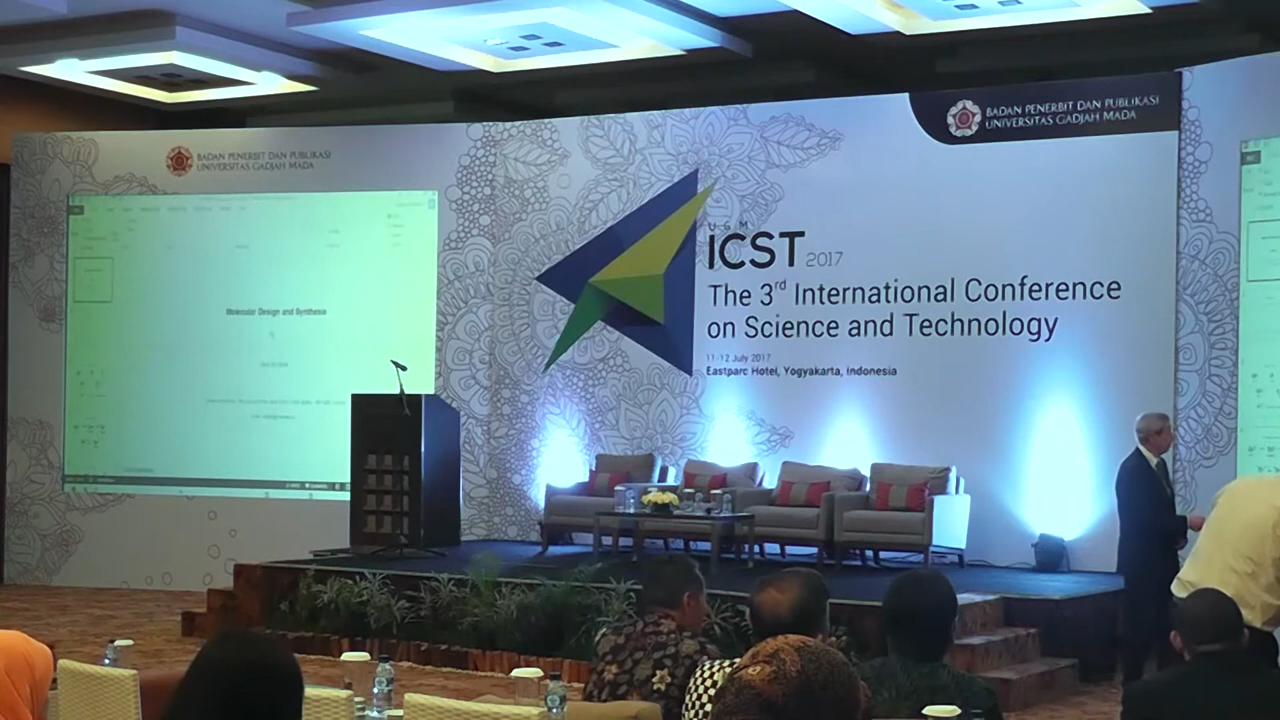 BADAN PENERBIT DAN PUBLIKASI
UNIVERSITAS GADJAH MADA
BADAN PENERBIT DAN PUBLIKASI
UNIVERSITAS GADJAH MADA
Molecular Design and Synthesis
UGM
ICST 2017
The 3rd International Conference
on Science and Technology
11-12 July 2017
Eastparc Hotel, Yogyakarta, Indonesia